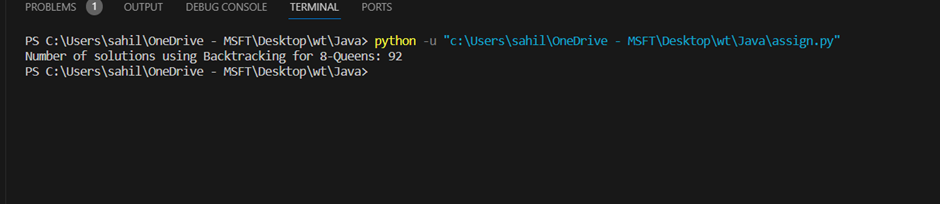 PROBLEMS 1 OUTPUT DEBUG CONSOLE TERMINAL PORTS
PS C:\Users\sahil\OneDrive - MSFT\Desktop\wt\Java> python -u "c:\Users\sahil\OneDrive - MSFT\Desktop\wt\Java\assign.py"
Number of solutions using Backtracking for 8-Queens: 92
PS C:\Users\sahil\OneDrive - MSFT\Desktop\wt\Java>